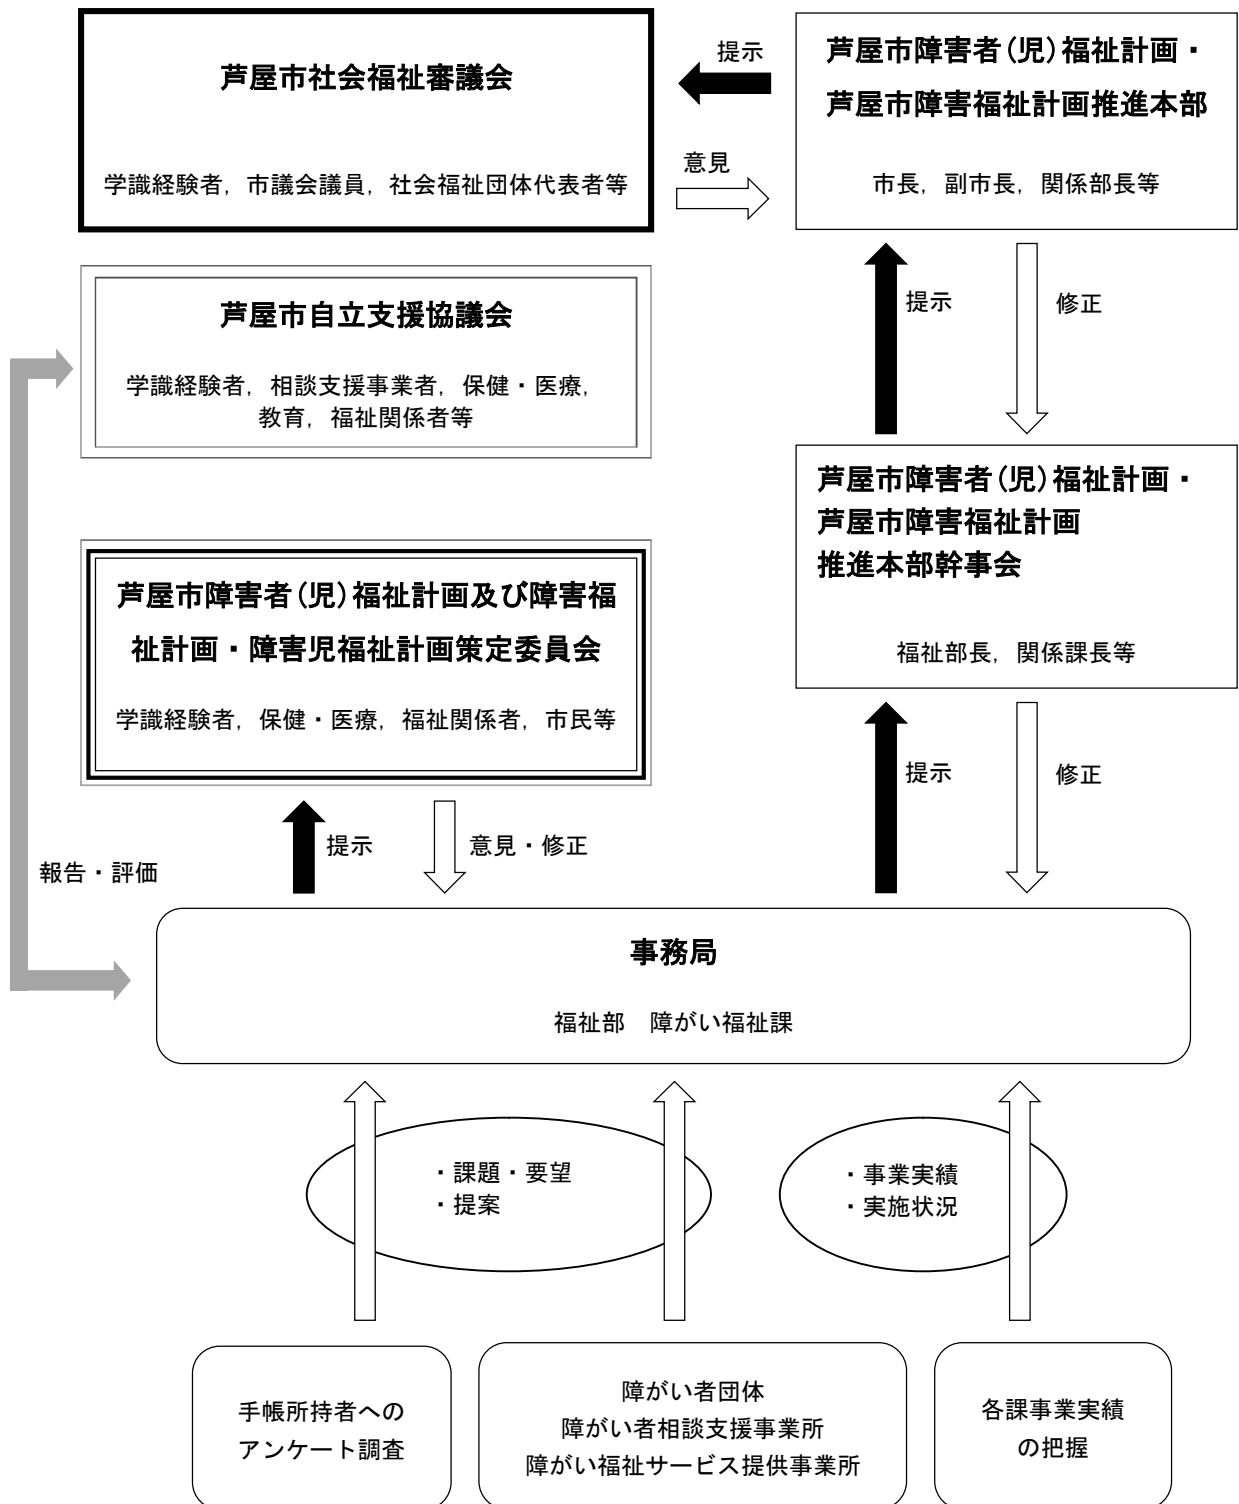 芦屋市社会福祉審議会
学識経験者，市議会議員，社会福祉団体代表者等
提示
意見
芦屋市障害者（児）福祉計画・
芦屋市障害福祉計画推進本部
市長，副市長，関係部長等
芦屋市自立支援協議会
学識経験者，相談支援事業者，保健・医療，
教育，福祉関係者等
提示
修正
芦屋市障害者（児）福祉計画・
芦屋市障害福祉計画
推進本部幹事会
福祉部長，関係課長等
芦屋市障害者（児）福祉計画及び障害福
祉計画・障害児福祉計画策定委員会
学識経験者，保健・医療，福祉関係者，市民等
提示
意見・修正
提示
修正
報告・評価
事務局
福祉部　障がい福祉課
・課題・要望
・提案
・事業実績
・実施状況
手帳所持者への
アンケート調査
障がい者団体
障がい者相談支援事業所
障がい福祉サービス提供事業所
各課事業実績
の把握